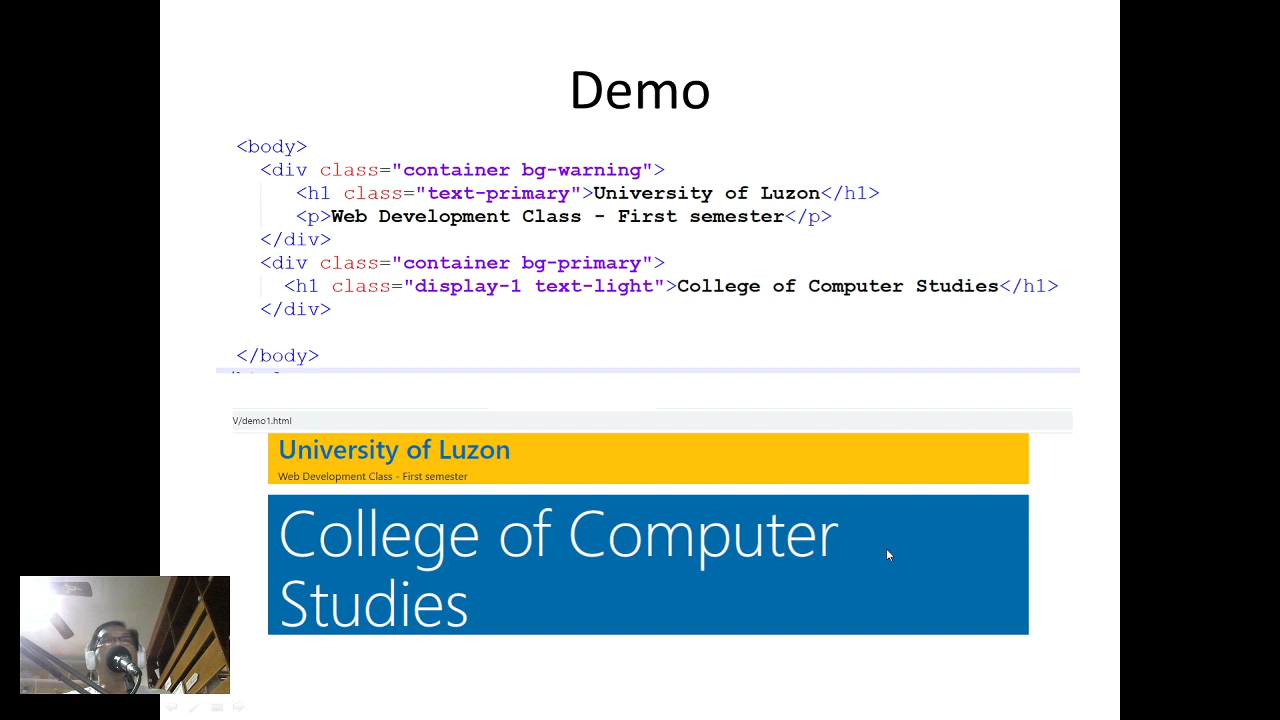 Demo
<body>
<div class="container bg-warning">
<h1 class="text-primary">University of Luzon</h1>
<p>Web Development Class - First semester</p>
</div>
<div class="container bg-primary">
<h1 class="display-1 text-light">College of Computer Studies</h1>
</div>
</body>
V/demo1.html
University of Luzon
Web Development Class - First semester
College of Computer
Studies